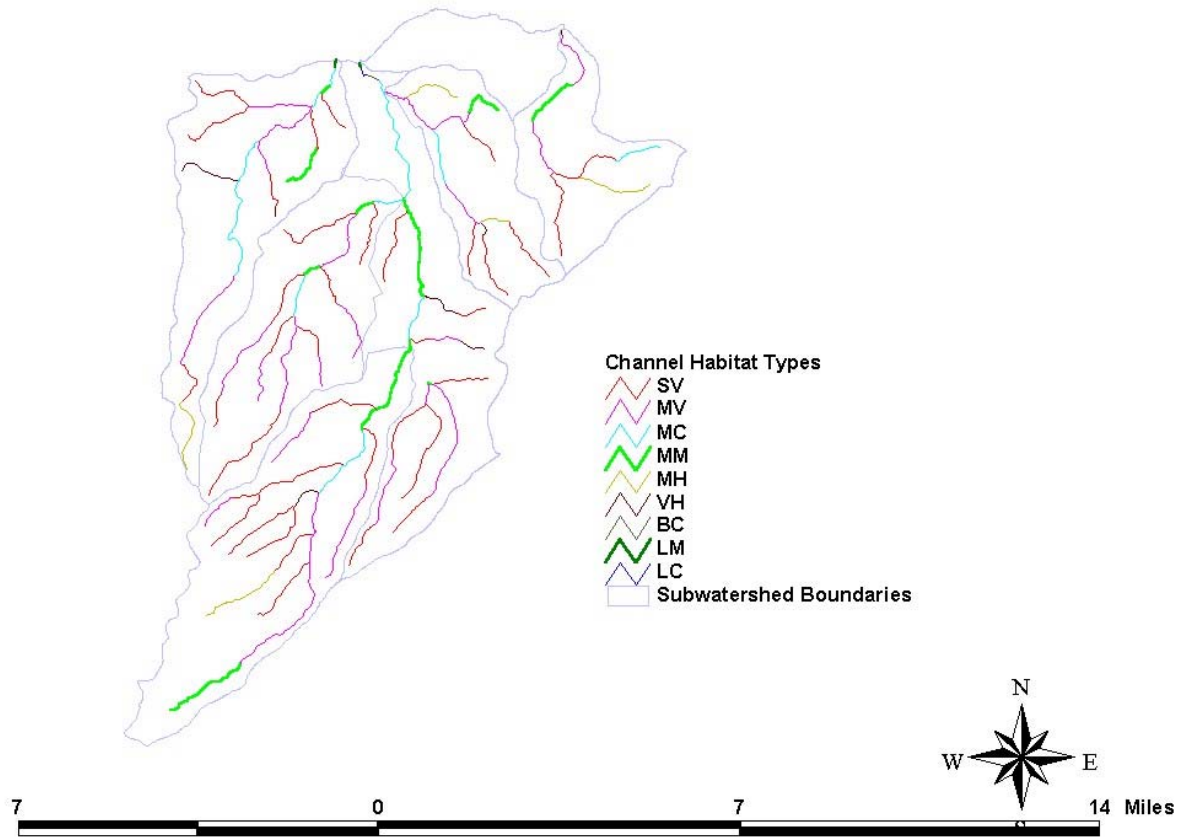 Channel Habitat Types
SV
MV
MC
MM
MH
VH
BC
LM
LC
Subwatershed Boundaries
N
W E
S
7 0 7 14 Miles